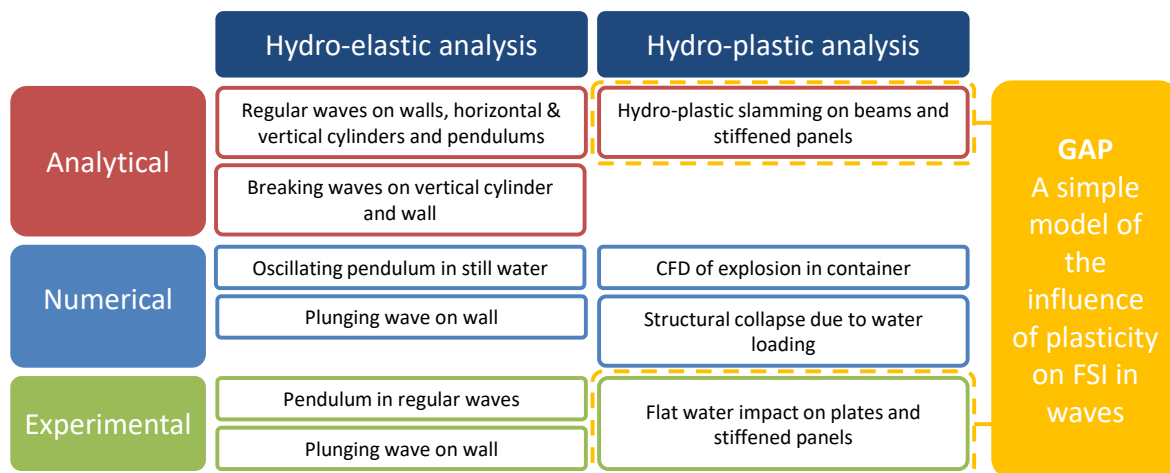 Hydro-elastic analysis
Hydro-plastic analysis
Analytical
Regular waves on walls, horizontal &
vertical cylinders and pendulums
Hydro-plastic slamming on beams and
stiffened panels
Breaking waves on vertical cylinder
and wall
Numerical
Oscillating pendulum in still water
CFD of explosion in container
Plunging wave on wall
Structural collapse due to water
loading
Experimental
Pendulum in regular waves
Flat water impact on plates and
stiffened panels
Plunging wave on wall
GAP
A simple
model of
the
influence
of plasticity
on FSI in
waves